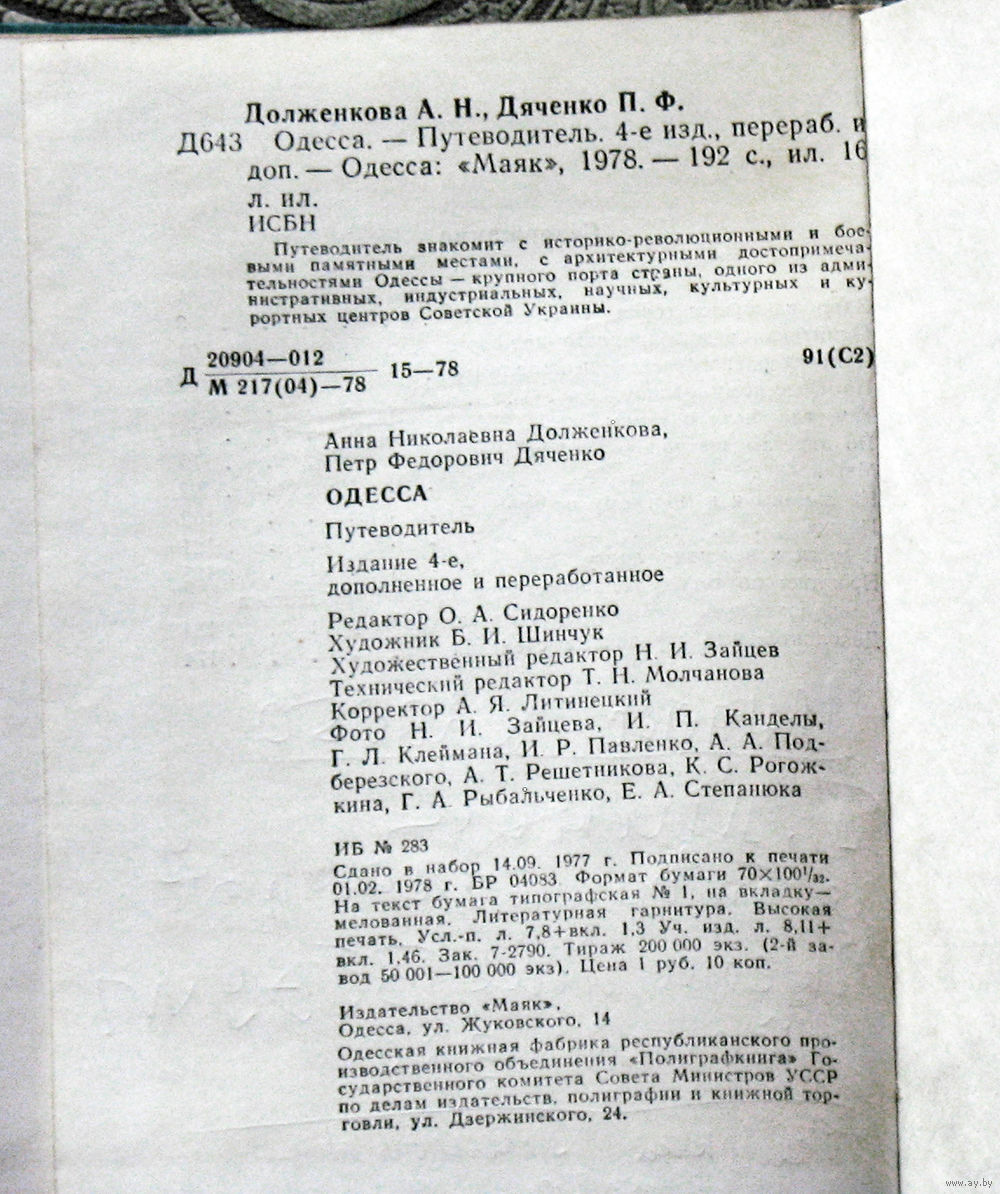 Долженкова А. Н., Дяченко П. Ф.
Д643 Одесса. — Путеводитель. 4-е изд., перераб. и
доп. — Одесса: «Маяк», 1978. — 192 с., ил. 16
л. ил.
ИСБН
Путеводитель знакомит с историко-революционными и бое-
выми памятными местами, с архитектурными достопримеча-
тельностями Одессы — крупного порта страны, одного из адми-
нистративных, индустриальных, научных, культурных и ку-
рортных центров Советской Украины.
Д 20904—012
М 217(04)—78 15—78 91(С2)
Анна Николаевна Долженкова,
Петр Федорович Дяченко
ОДЕССА
Путеводитель
Издание 4-е,
дополненное и переработанное
Редактор О. А. Сидоренко
Художник Б. И. Шинчук
Художественный редактор Н. И. Зайцев
Технический редактор Т. Н. Молчанова
Корректор А. Я. Литинецкий
Фото Н. И. Зайцева, И. П. Канделы,
Г. Л. Клеймана, И. Р. Павленко, А. А. Под-
березского, А. Т. Решетникова, К. С. Рогож-
кина, Г. А. Рыбальченко, Е. А. Степанюка
ИБ № 283
Сдано в набор 14.09. 1977 г. Подписано к печати
01.02. 1978 г. БР 04083. Формат бумаги 70×100¹/₃₂.
На текст бумага типографская № 1, на вкладку—
мелованная. Литературная гарнитура. Высокая
печать. Усл.-п. л. 7,8+вкл. 1,3 Уч. изд. л. 8,11+
вкл. 1,46. Зак. 7-2790. Тираж 200 000 экз. (2-й за-
вод 50 001—100 000 экз). Цена 1 руб. 10 коп.
Издательство «Маяк».
Одесса, ул. Жуковского, 14
Одесская книжная фабрика республиканского про-
изводственного объединения «Полиграфкнига» Го-
сударственного комитета Совета Министров УССР
по делам издательств, полиграфии и книжной тор-
говли, ул. Дзержинского, 24.
www.ay.by